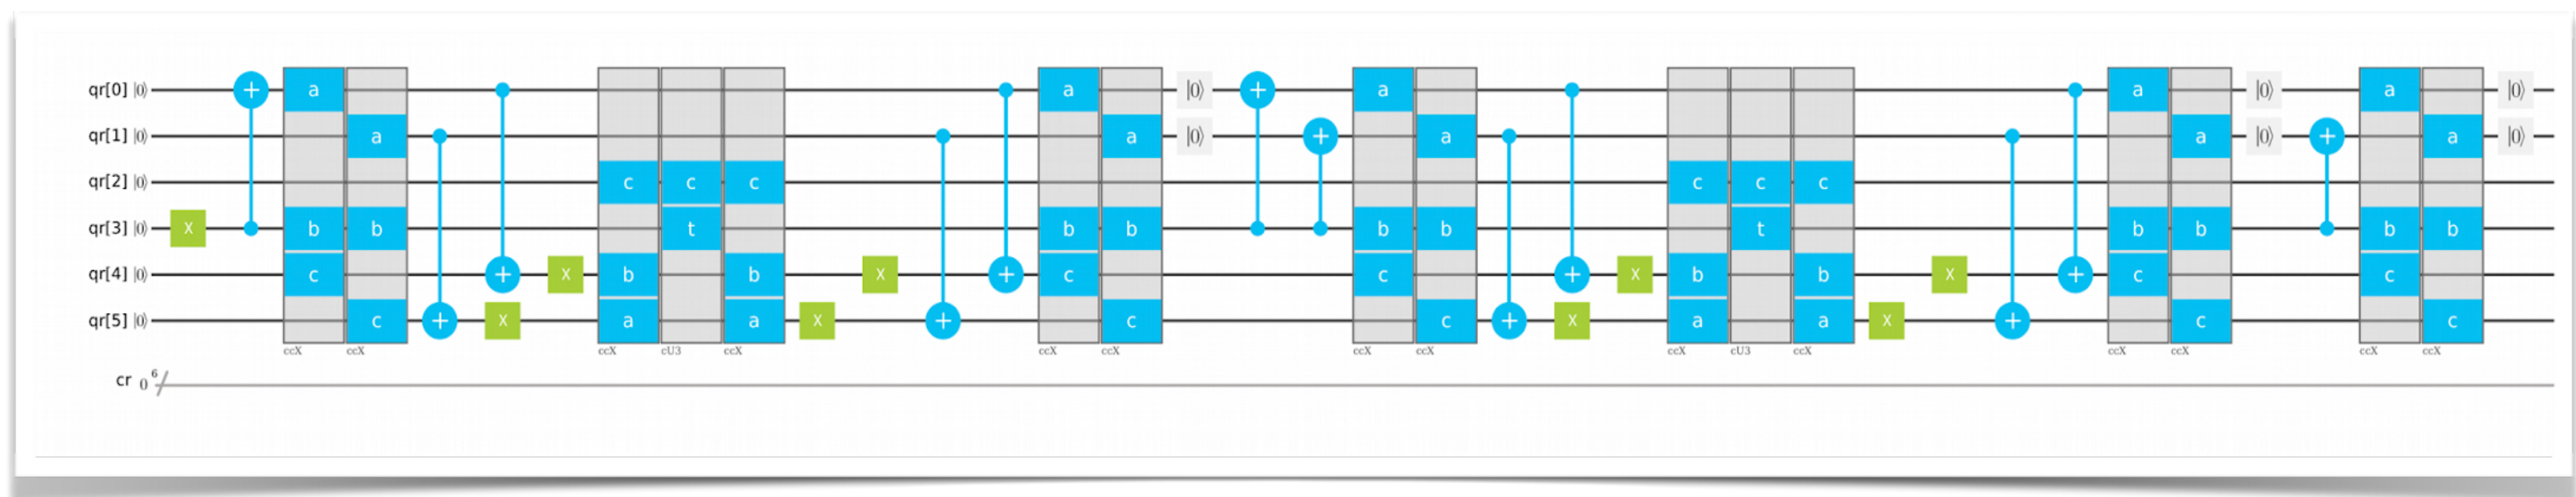 qr[0] |0⟩ a a |0⟩ a a |0⟩ a |0⟩
qr[1] |0⟩ a a |0⟩ a a |0⟩ a |0⟩
qr[2] |0⟩ c c c c c c
qr[3] |0⟩ X b b t b b b b t b b b b
qr[4] |0⟩ c X b b X c c X b b X c c
qr[5] |0⟩ c X a a X c c X a a X c c
ccX ccX ccX cU3 ccX ccX ccX ccX ccX ccX cU3 ccX ccX ccX ccX ccX
cr 0 6